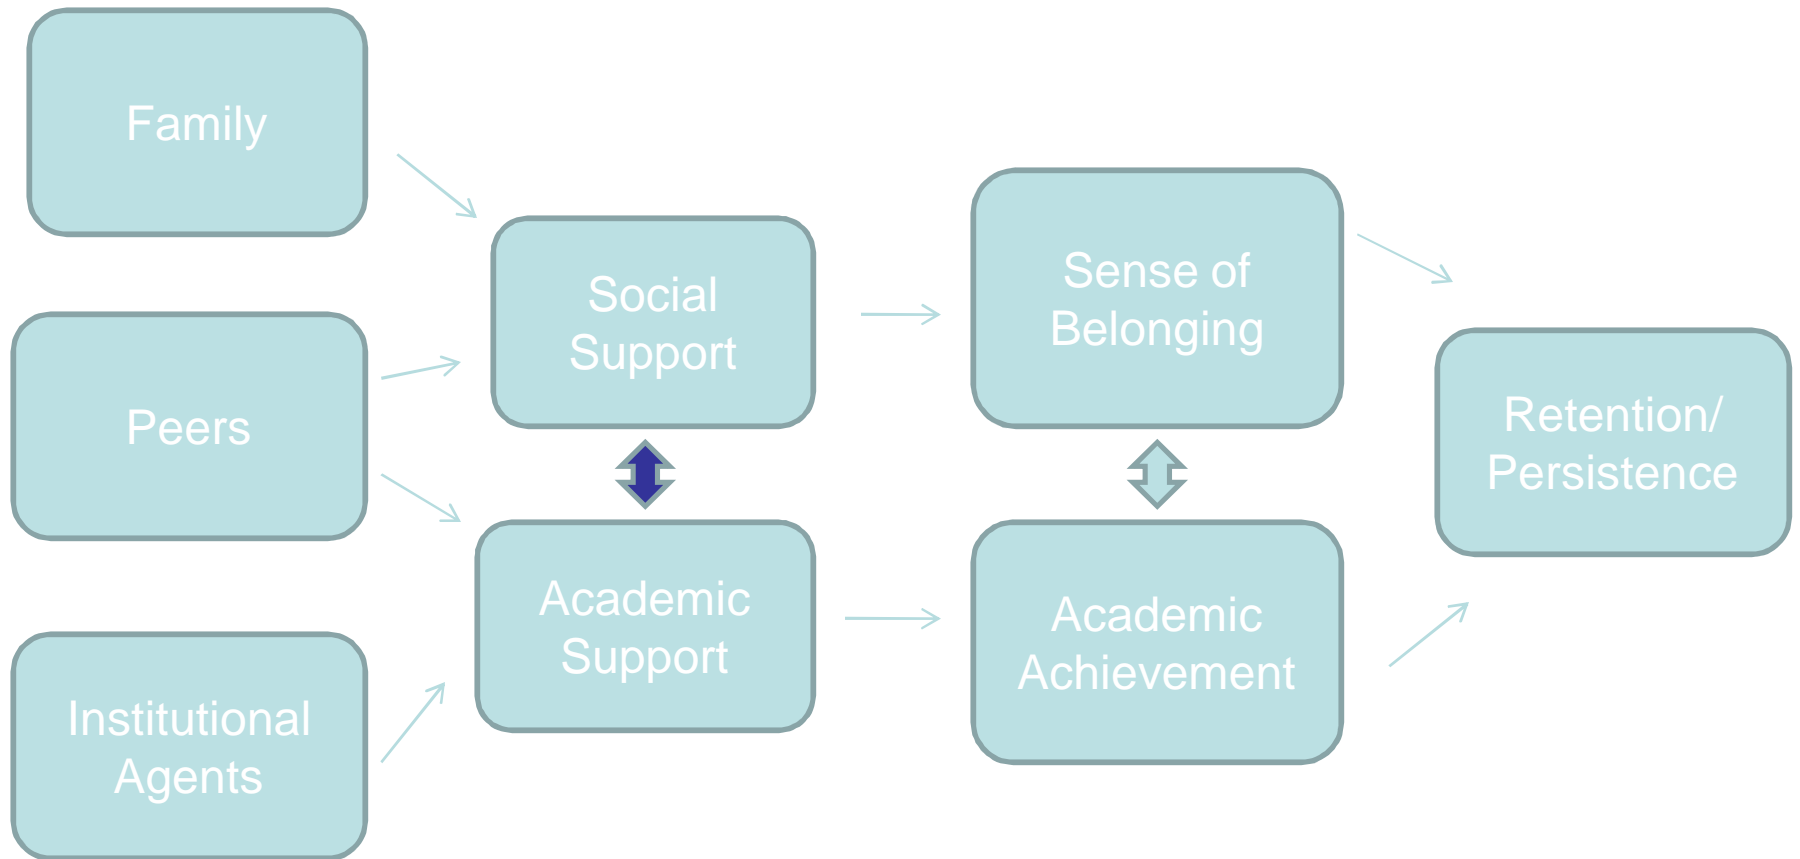 Family
Peers
Institutional
Agents
Social
Support
Academic
Support
Sense of
Belonging
Academic
Achievement
Retention/
Persistence